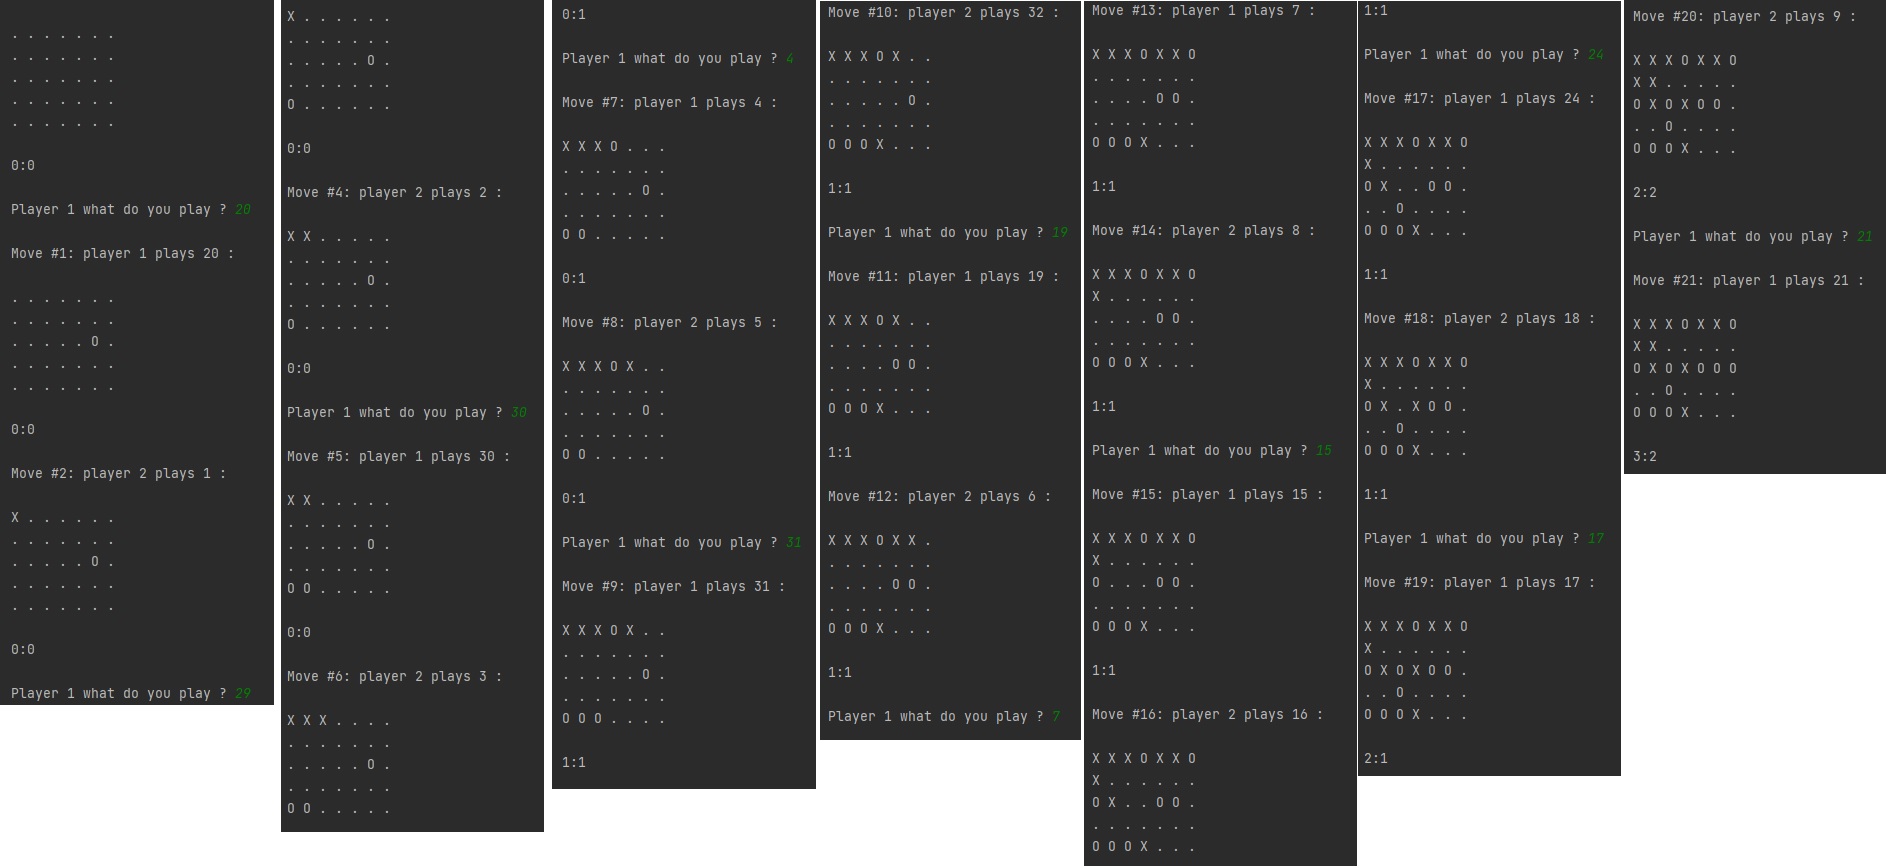 . . . . . . .
. . . . . . .
. . . . . . .
. . . . . . .
. . . . . . .
0:0
Player 1 what do you play ? 20
Move #1: player 1 plays 20 :
. . . . . . .
. . . . . . .
. . . . . O .
. . . . . . .
. . . . . . .
0:0
Move #2: player 2 plays 1 :
X . . . . . .
. . . . . . .
. . . . . O .
. . . . . . .
. . . . . . .
0:0
Player 1 what do you play ? 29
X . . . . . .
. . . . . . .
. . . . . O .
. . . . . . .
O . . . . . .
0:0
Move #4: player 2 plays 2 :
X X . . . . .
. . . . . . .
. . . . . O .
. . . . . . .
O . . . . . .
0:0
Player 1 what do you play ? 30
Move #5: player 1 plays 30 :
X X . . . . .
. . . . . . .
. . . . . O .
. . . . . . .
O O . . . . .
0:0
Move #6: player 2 plays 3 :
X X X . . . .
. . . . . . .
. . . . . O .
. . . . . . .
O O . . . . .
0:1
Player 1 what do you play ? 4
Move #7: player 1 plays 4 :
X X X O . . .
. . . . . . .
. . . . . O .
. . . . . . .
O O . . . . .
0:1
Move #8: player 2 plays 5 :
X X X O X . .
. . . . . . .
. . . . . O .
. . . . . . .
O O . . . . .
0:1
Player 1 what do you play ? 31
Move #9: player 1 plays 31 :
X X X O X . .
. . . . . . .
. . . . . O .
. . . . . . .
O O O . . . .
1:1
Move #10: player 2 plays 32 :
X X X O X . .
. . . . . . .
. . . . . O .
. . . . . . .
O O O X . . .
1:1
Player 1 what do you play ? 19
Move #11: player 1 plays 19 :
X X X O X . .
. . . . . . .
. . . . O O .
. . . . . . .
O O O X . . .
1:1
Move #12: player 2 plays 6 :
X X X O X X .
. . . . . . .
. . . . O O .
. . . . . . .
O O O X . . .
1:1
Player 1 what do you play ? 7
Move #13: player 1 plays 7 :
X X X O X X O
. . . . . . .
. . . . O O .
. . . . . . .
O O O X . . .
1:1
Move #14: player 2 plays 8 :
X X X O X X O
X . . . . . .
. . . . O O .
. . . . . . .
O O O X . . .
1:1
Player 1 what do you play ? 15
Move #15: player 1 plays 15 :
X X X O X X O
X . . . . . .
O . . . O O .
. . . . . . .
O O O X . . .
1:1
Move #16: player 2 plays 16 :
X X X O X X O
X . . . . . .
O X . . O O .
. . . . . . .
O O O X . . .
1:1
Player 1 what do you play ? 24
Move #17: player 1 plays 24 :
X X X O X X O
X . . . . . .
O X . . O O .
. . O . . . .
O O O X . . .
1:1
Move #18: player 2 plays 18 :
X X X O X X O
X . . . . . .
O X . X O O .
. . O . . . .
O O O X . . .
1:1
Player 1 what do you play ? 17
Move #19: player 1 plays 17 :
X X X O X X O
X . . . . . .
O X O X O O .
. . O . . . .
O O O X . . .
2:1
Move #20: player 2 plays 9 :
X X X O X X O
X X . . . . .
O X O X O O .
. . O . . . .
O O O X . . .
2:2
Player 1 what do you play ? 21
Move #21: player 1 plays 21 :
X X X O X X O
X X . . . . .
O X O X O O O
. . O . . . .
O O O X . . .
3:2